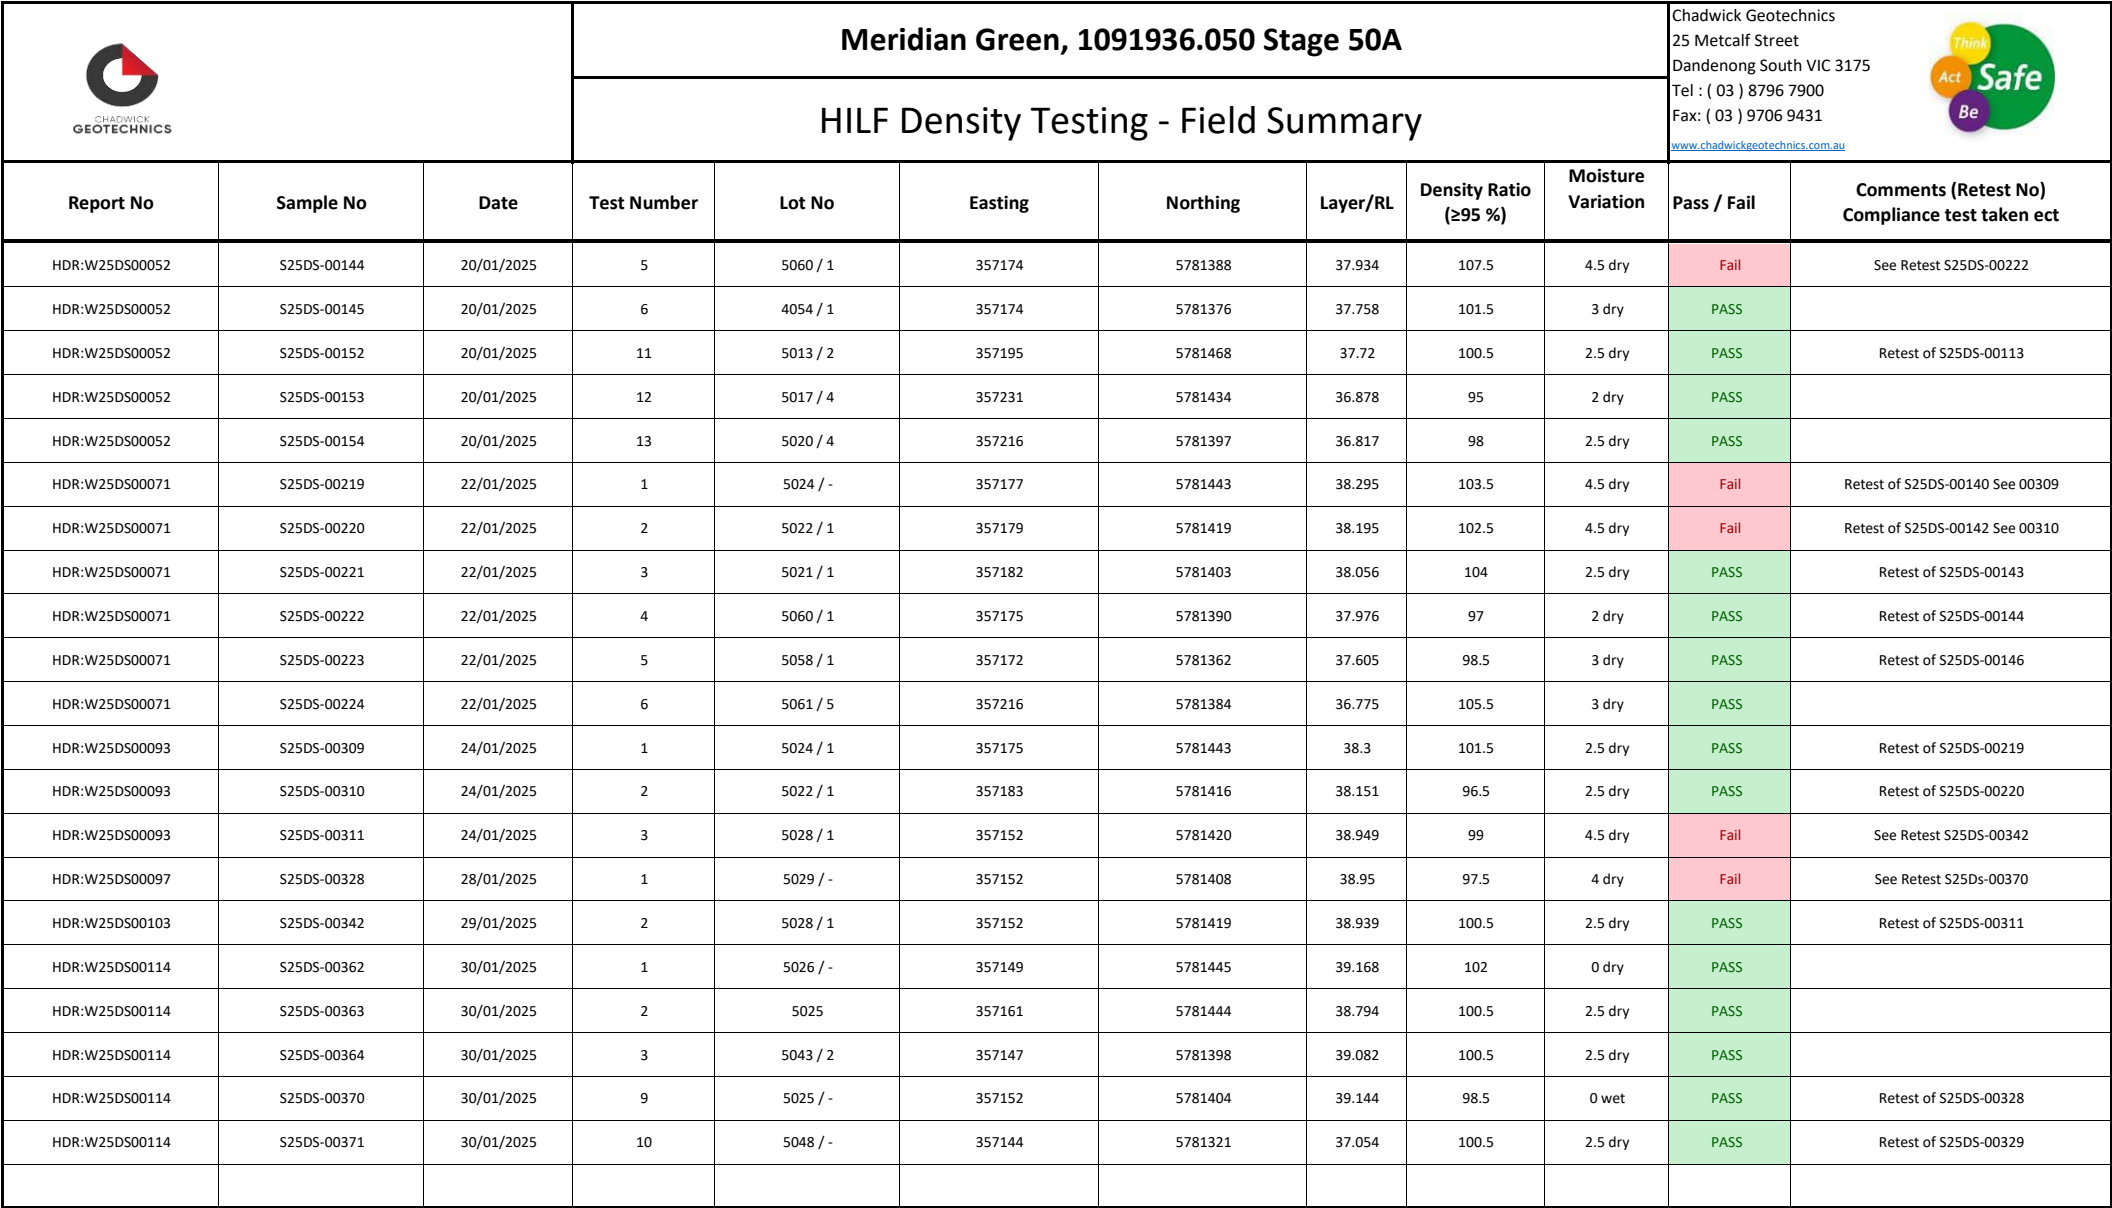 CHADWICK
GEOTECHNICS
Meridian Green, 1091936.050 Stage 50A
HILF Density Testing - Field Summary
Chadwick Geotechnics
25 Metcalf Street
Dandenong South VIC 3175
Tel : ( 03 ) 8796 7900
Fax: ( 03 ) 9706 9431
www.chadwickgeotechnics.com.au
Think
Act
Safe
Be
Report No Sample No Date Test Number Lot No Easting Northing Layer/RL Density Ratio (≥95 %) Moisture Variation Pass / Fail Comments (Retest No) Compliance test taken ect
HDR:W25DS00052 S25DS-00144 20/01/2025 5 5060 / 1 357174 5781388 37.934 107.5 4.5 dry Fail See Retest S25DS-00222
HDR:W25DS00052 S25DS-00145 20/01/2025 6 4054 / 1 357174 5781376 37.758 101.5 3 dry PASS
HDR:W25DS00052 S25DS-00152 20/01/2025 11 5013 / 2 357195 5781468 37.72 100.5 2.5 dry PASS Retest of S25DS-00113
HDR:W25DS00052 S25DS-00153 20/01/2025 12 5017 / 4 357231 5781434 36.878 95 2 dry PASS
HDR:W25DS00052 S25DS-00154 20/01/2025 13 5020 / 4 357216 5781397 36.817 98 2.5 dry PASS
HDR:W25DS00071 S25DS-00219 22/01/2025 1 5024 / - 357177 5781443 38.295 103.5 4.5 dry Fail Retest of S25DS-00140 See 00309
HDR:W25DS00071 S25DS-00220 22/01/2025 2 5022 / 1 357179 5781419 38.195 102.5 4.5 dry Fail Retest of S25DS-00142 See 00310
HDR:W25DS00071 S25DS-00221 22/01/2025 3 5021 / 1 357182 5781403 38.056 104 2.5 dry PASS Retest of S25DS-00143
HDR:W25DS00071 S25DS-00222 22/01/2025 4 5060 / 1 357175 5781390 37.976 97 2 dry PASS Retest of S25DS-00144
HDR:W25DS00071 S25DS-00223 22/01/2025 5 5058 / 1 357172 5781362 37.605 98.5 3 dry PASS Retest of S25DS-00146
HDR:W25DS00071 S25DS-00224 22/01/2025 6 5061 / 5 357216 5781384 36.775 105.5 3 dry PASS
HDR:W25DS00093 S25DS-00309 24/01/2025 1 5024 / 1 357175 5781443 38.3 101.5 2.5 dry PASS Retest of S25DS-00219
HDR:W25DS00093 S25DS-00310 24/01/2025 2 5022 / 1 357183 5781416 38.151 96.5 2.5 dry PASS Retest of S25DS-00220
HDR:W25DS00093 S25DS-00311 24/01/2025 3 5028 / 1 357152 5781420 38.949 99 4.5 dry Fail See Retest S25DS-00342
HDR:W25DS00097 S25DS-00328 28/01/2025 1 5029 / - 357152 5781408 38.95 97.5 4 dry Fail See Retest S25Ds-00370
HDR:W25DS00103 S25DS-00342 29/01/2025 2 5028 / 1 357152 5781419 38.939 100.5 2.5 dry PASS Retest of S25DS-00311
HDR:W25DS00114 S25DS-00362 30/01/2025 1 5026 / - 357149 5781445 39.168 102 0 dry PASS
HDR:W25DS00114 S25DS-00363 30/01/2025 2 5025 357161 5781444 38.794 100.5 2.5 dry PASS
HDR:W25DS00114 S25DS-00364 30/01/2025 3 5043 / 2 357147 5781398 39.082 100.5 2.5 dry PASS
HDR:W25DS00114 S25DS-00370 30/01/2025 9 5025 / - 357152 5781404 39.144 98.5 0 wet PASS Retest of S25DS-00328
HDR:W25DS00114 S25DS-00371 30/01/2025 10 5048 / - 357144 5781321 37.054 100.5 2.5 dry PASS Retest of S25DS-00329